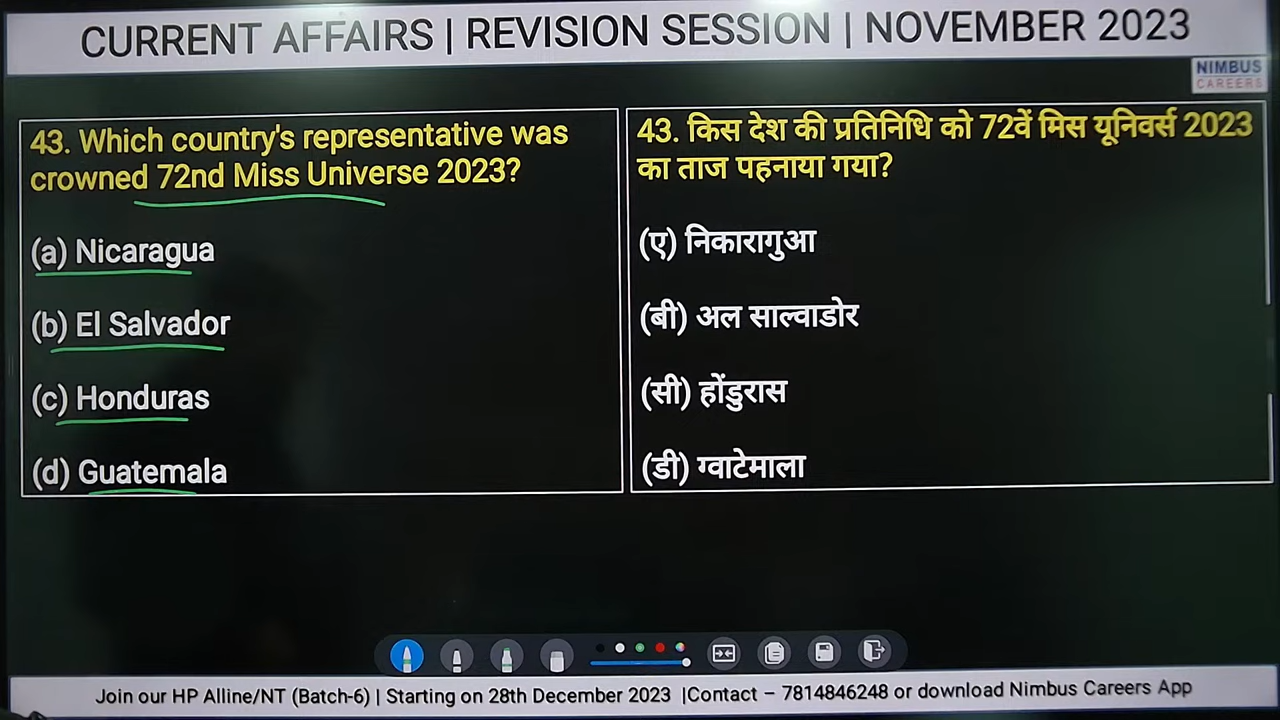 CURRENT AFFAIRS | REVISION SESSION | NOVEMBER 2023
NIMBUS
CAREERS
43. Which country's representative was
crowned 72nd Miss Universe 2023?
(a) Nicaragua
(b) El Salvador
(c) Honduras
(d) Guatemala
43. किस देश की प्रतिनिधि को 72वें मिस यूनिवर्स 2023
का ताज पहनाया गया?
(ए) निकारागुआ
(बी) अल साल्वाडोर
(सी) होंडुरास
(डी) ग्वाटेमाला
Join our HP Alline/NT (Batch-6) | Starting on 28th December 2023 |Contact – 7814846248 or download Nimbus Careers App